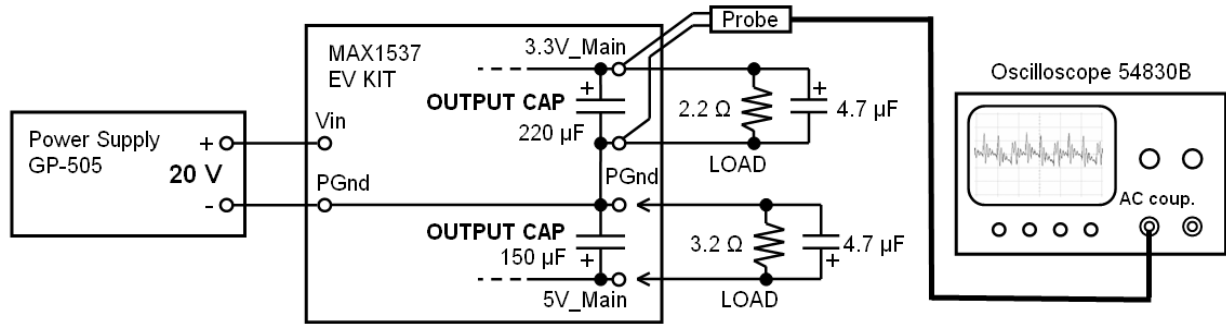 Power Supply
GP-505
+
20 V
-
MAX1537
EV KIT
Vin
PGnd
3.3V_Main
+
OUTPUT CAP
220 µF
PGnd
OUTPUT CAP
150 µF
+
5V_Main
Probe
2.2 Ω
+
4.7 µF
LOAD
3.2 Ω
4.7 µF
+
LOAD
Oscilloscope 54830B
AC coup.